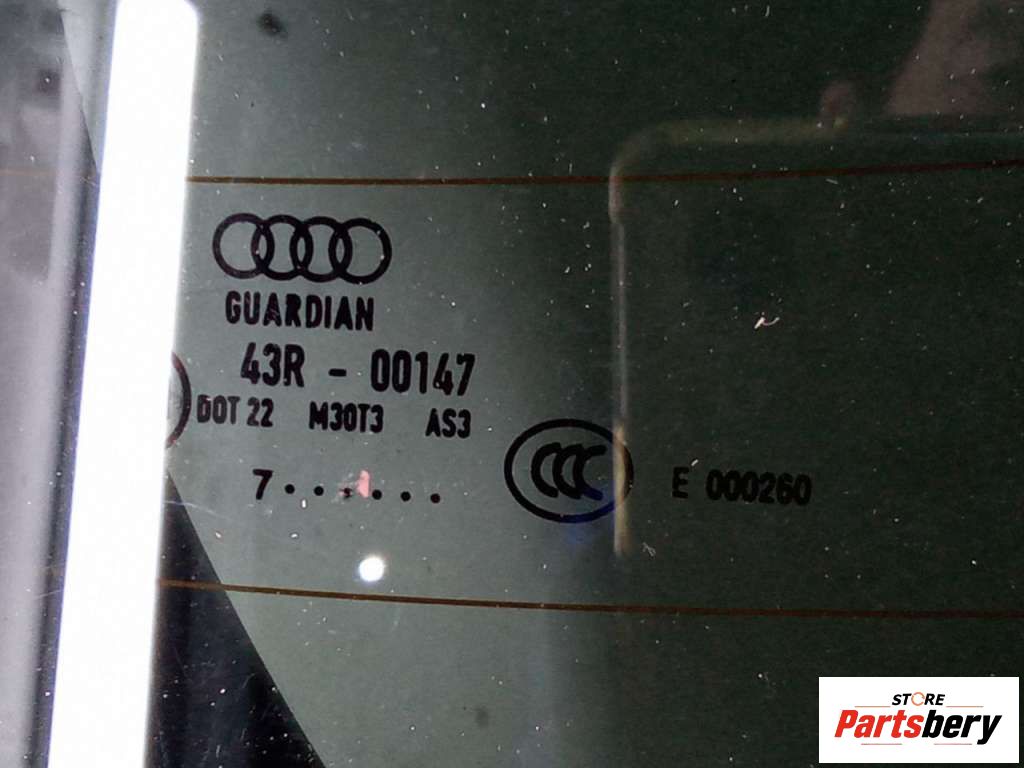 GUARDIAN
43R - 00147
DOT 22 M30T3 AS3
7 . . . . . .
CCC E 000260
STORE
Partsbery